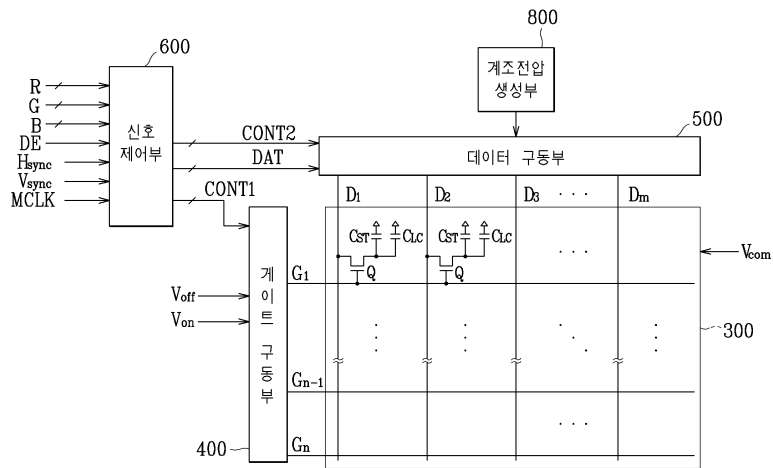 600
800
R
G
B
DE
Hsync
Vsync
MCLK
신호
제어부
계조전압
생성부
500
CONT2
DAT
CONT1
데이터 구동부
D1 D2 D3 · · · Dm
CST CLC CST CLC · · ·
Vcom
Q Q
G1
Voff
Von
게이트 구동부
300
Gn-1
· · ·
400
Gn